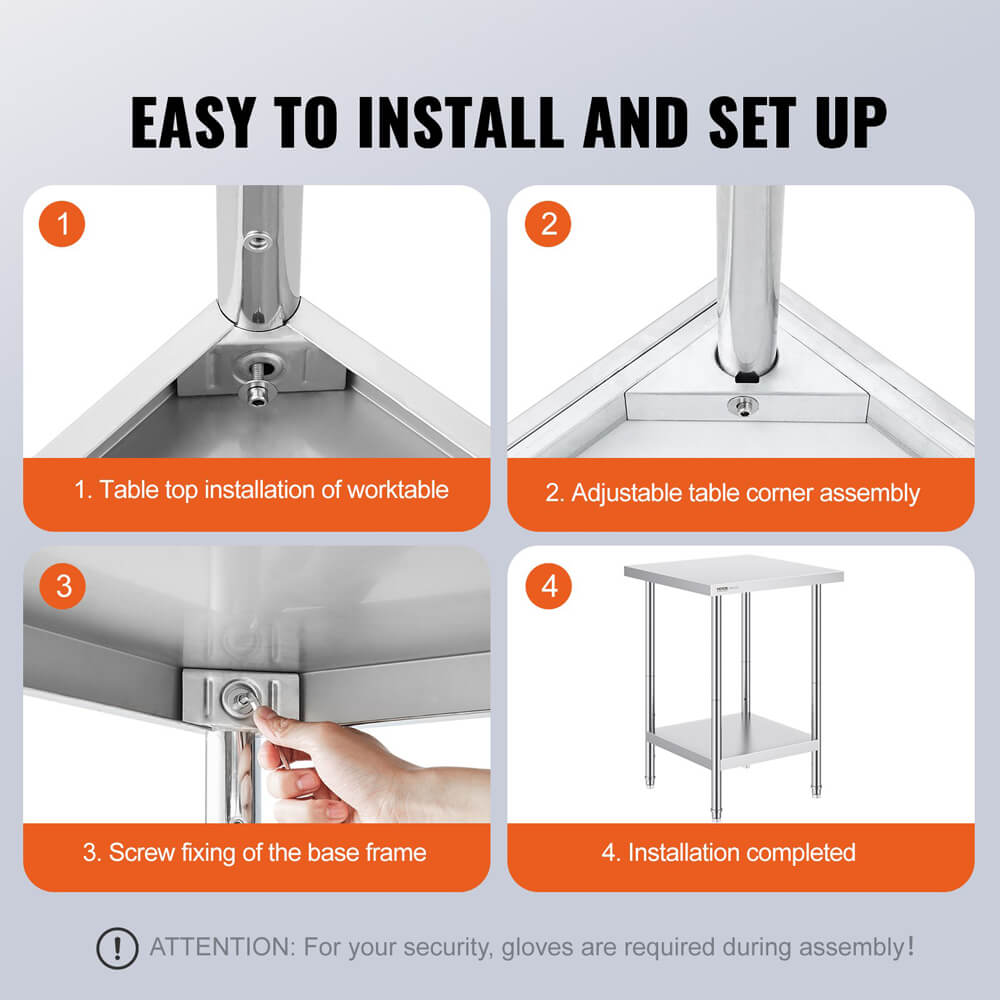 EASY TO INSTALL AND SET UP
1
2
1. Table top installation of worktable
2. Adjustable table corner assembly
3
4
3. Screw fixing of the base frame
4. Installation completed
! ATTENTION: For your security, gloves are required during assembly!